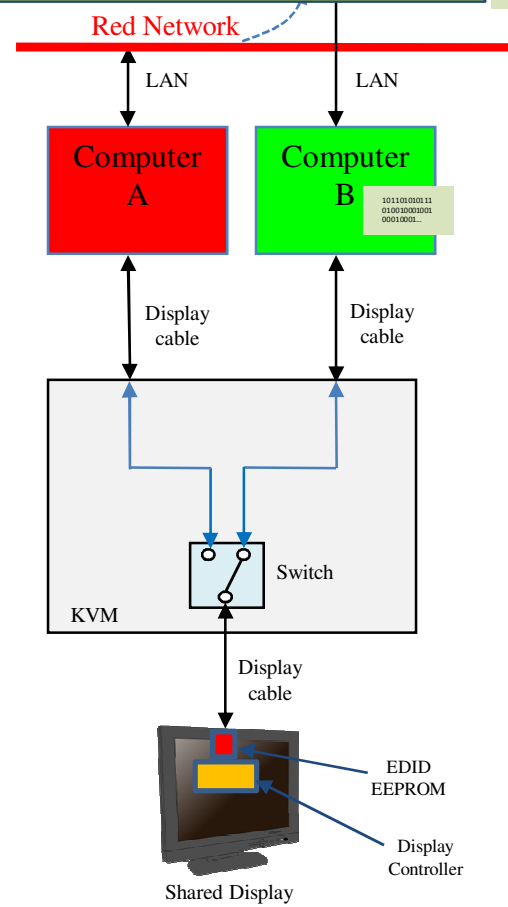 Red Network
LAN
LAN
Computer
A
Computer
B
101101010111
010010001001
00010001...
Display
cable
Display
cable
Switch
KVM
Display
cable
EDID
EEPROM
Display
Controller
Shared Display